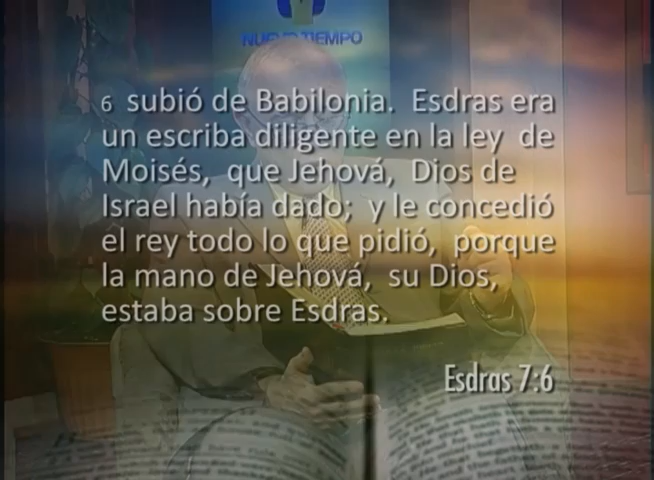 NUEVO TIEMPO
6 subió de Babilonia. Esdras era
un escriba diligente en la ley de
Moisés, que Jehová, Dios de
Israel había dado; y le concedió
el rey todo lo que pidió, porque
la mano de Jehová, su Dios,
estaba sobre Esdras.
Esdras 7:6